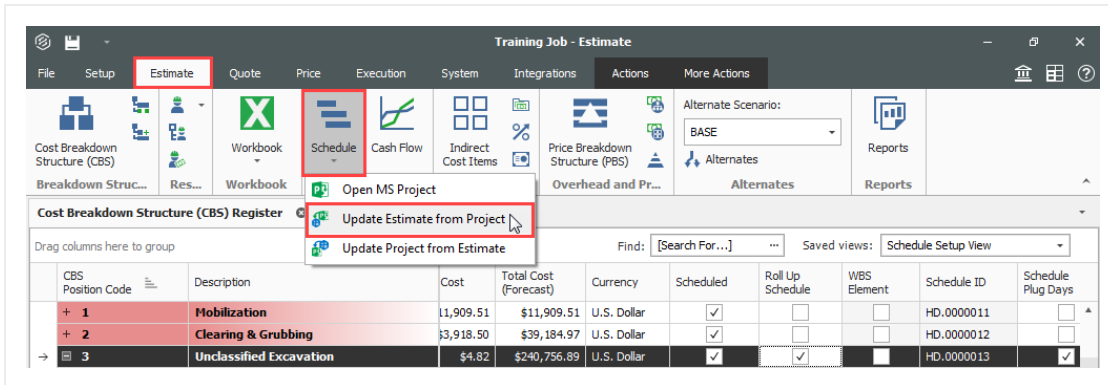 Training Job - Estimate
File Setup Estimate Quote Price Execution System Integrations Actions More Actions
Cost Breakdown Structure (CBS)
Workbook
Schedule
Cash Flow
Indirect Cost Items
Price Breakdown Structure (PBS)
Alternate Scenario:
BASE
Alternates
Reports
Breakdown Struc... Res... Workbook Overhead and Pr... Alternates Reports
Open MS Project
Update Estimate from Project
Update Project from Estimate
Cost Breakdown Structure (CBS) Register
Drag columns here to group Find: [Search For...] ... Saved views: Schedule Setup View
CBS Position Code Description Cost Total Cost (Forecast) Currency Scheduled Roll Up Schedule WBS Element Schedule ID Schedule Plug Days
+ 1 Mobilization 11,909.51 $11,909.51 U.S. Dollar HD.0000011
+ 2 Clearing & Grubbing $3,918.50 $39,184.97 U.S. Dollar HD.0000012
3 Unclassified Excavation $4.82 $240,756.89 U.S. Dollar HD.0000013